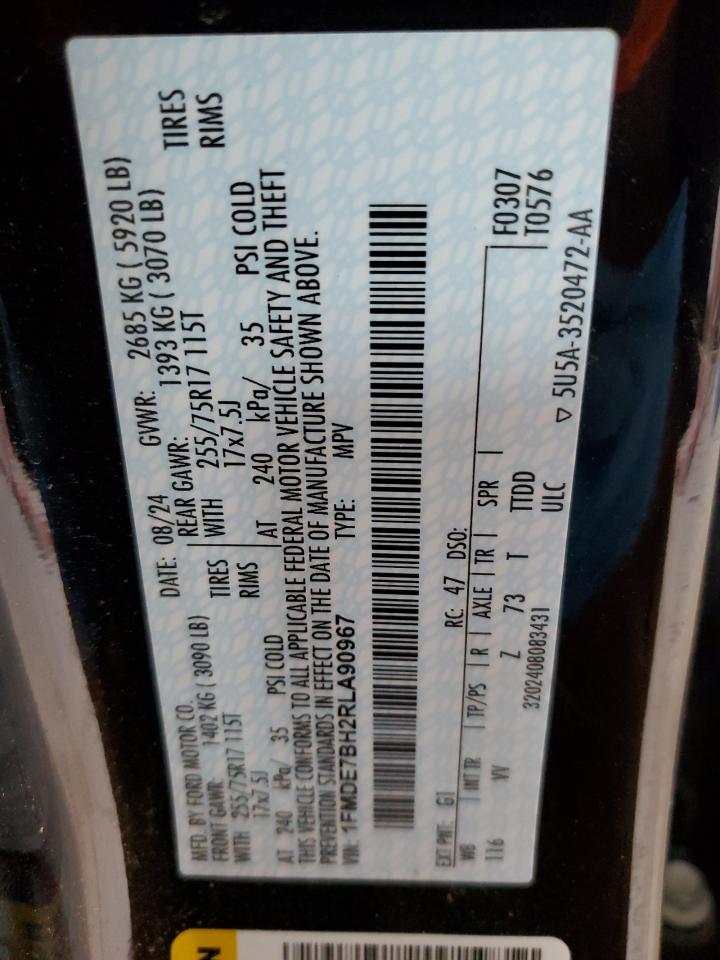 MFD. BY FORD MOTOR CO.
DATE: 08/24 GVWR: 2685 KG ( 5920 LB)
FRONT GAWR: 1402 KG ( 3090 LB) REAR GAWR: 1393 KG ( 3070 LB)
WITH 255/75R17 115T TIRES WITH 255/75R17 115T TIRES
17x7.5J RIMS 17x7.5J RIMS
AT 240 kPa/ 35 PSI COLD AT 240 kPa/ 35 PSI COLD
THIS VEHICLE CONFORMS TO ALL APPLICABLE FEDERAL MOTOR VEHICLE SAFETY AND THEFT
PREVENTION STANDARDS IN EFFECT ON THE DATE OF MANUFACTURE SHOWN ABOVE.
VIN: 1FMDE7BH2RLA90967 TYPE: MPV
EXT PNT: G1 RC: 47 DSO: F0307
WB INT TR TP/PS R AXLE TR SPR T0576
116 VV Z 73 T TTDD
3202408083431 ULC ▽ 5U5A-3520472-AA
N